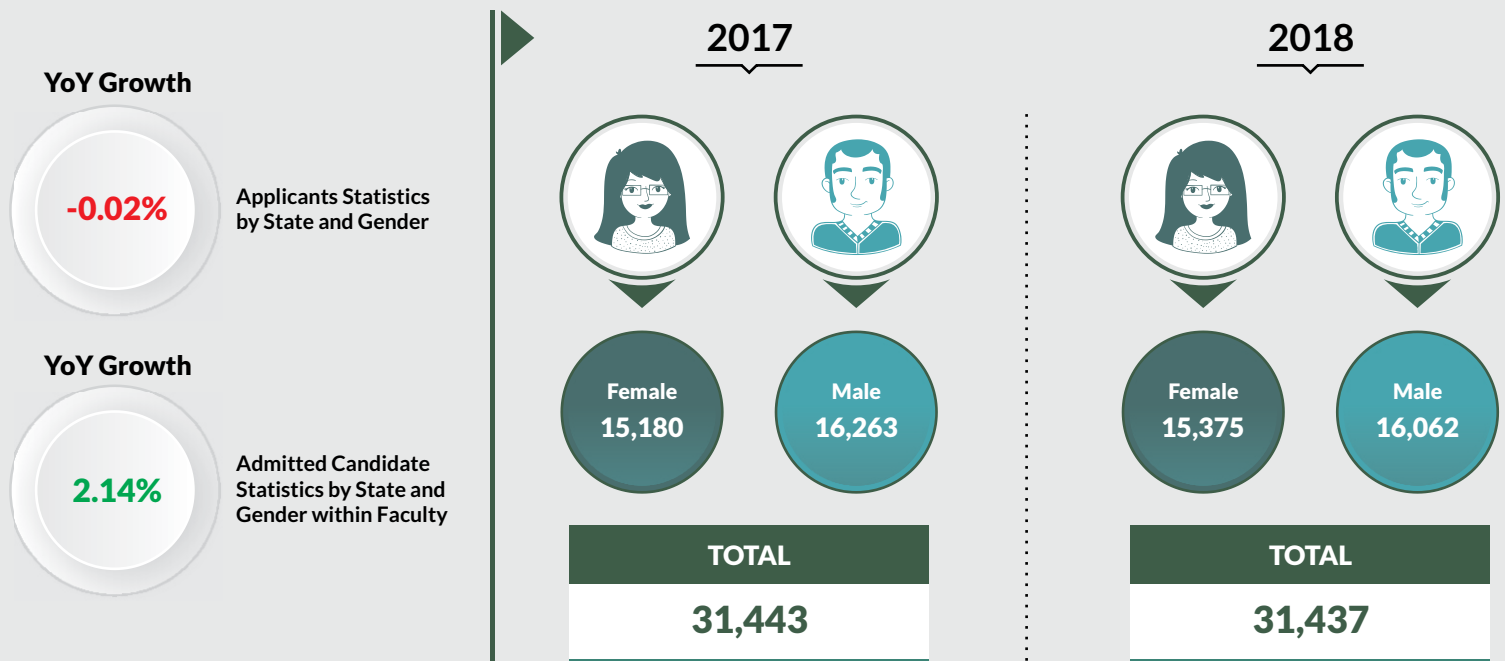 YoY Growth
-0.02%
Applicants Statistics
by State and Gender
YoY Growth
2.14%
Admitted Candidate
Statistics by State and
Gender within Faculty
2017
Female
15,180
Male
16,263
TOTAL
31,443
2018
Female
15,375
Male
16,062
TOTAL
31,437